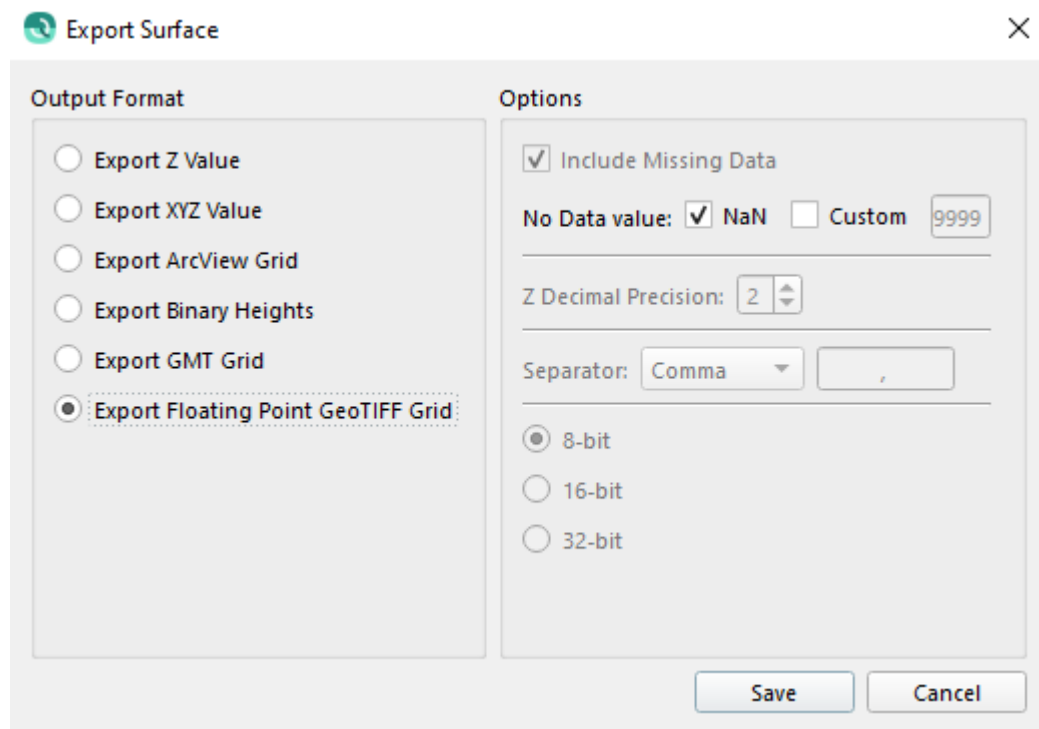 Export Surface
Output Format
Export Z Value
Export XYZ Value
Export ArcView Grid
Export Binary Heights
Export GMT Grid
Export Floating Point GeoTIFF Grid
Options
Include Missing Data
No Data value: NaN Custom 9999
Z Decimal Precision: 2
Separator: Comma ,
8-bit
16-bit
32-bit
Save Cancel